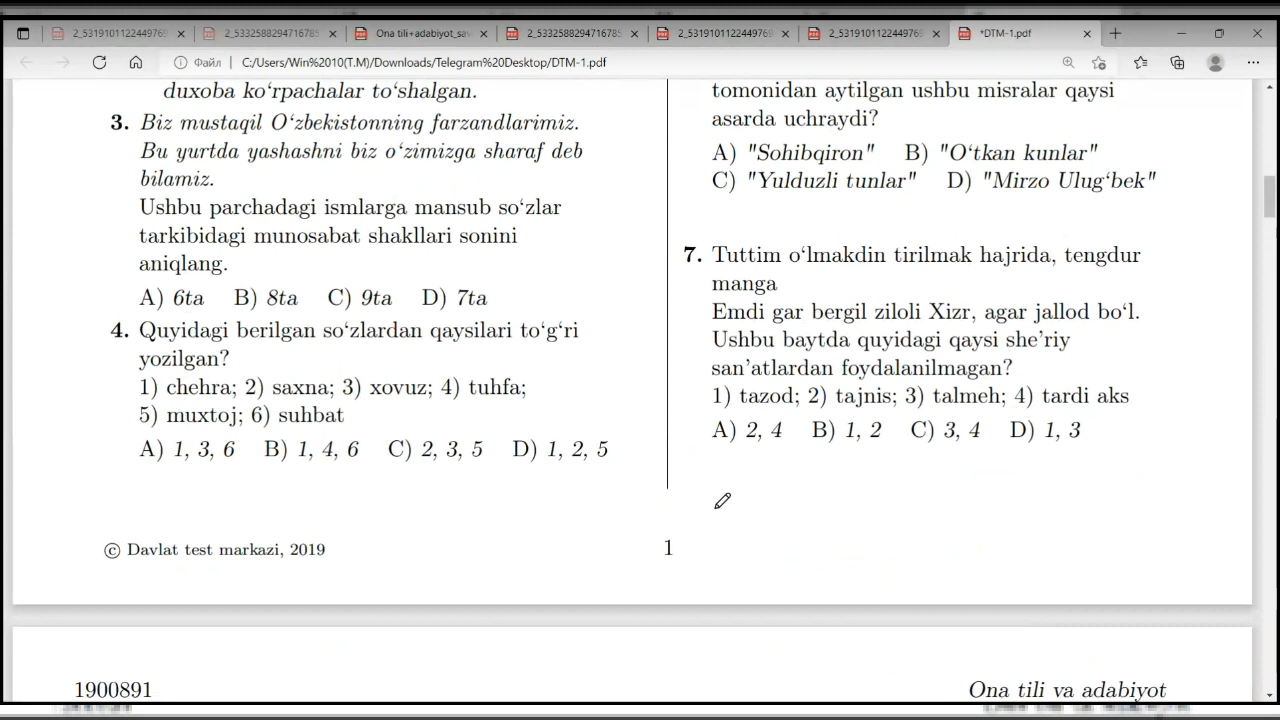 2_5319101122449769
2_5332588294716785
Ona tili+adabiyot_sav
2_5332588294716785
2_5319101122449769
2_5319101122449769
*DTM-1.pdf
Файл
C:/Users/Win%2010(T.M)/Downloads/Telegram%20Desktop/DTM-1.pdf
duxoba ko‘rpachalar to‘shalgan.
3. Biz mustaqil O‘zbekistonning farzandlarimiz.
Bu yurtda yashashni biz o‘zimizga sharaf deb
bilamiz.
Ushbu parchadagi ismlarga mansub so‘zlar
tarkibidagi munosabat shakllari sonini
aniqlang.
A) 6ta B) 8ta C) 9ta D) 7ta
4. Quyidagi berilgan so‘zlardan qaysilari to‘g‘ri
yozilgan?
1) chehra; 2) saxna; 3) xovuz; 4) tuhfa;
5) muxtoj; 6) suhbat
A) 1, 3, 6 B) 1, 4, 6 C) 2, 3, 5 D) 1, 2, 5
tomonidan aytilgan ushbu misralar qaysi
asarda uchraydi?
A) "Sohibqiron" B) "O‘tkan kunlar"
C) "Yulduzli tunlar" D) "Mirzo Ulug‘bek"
7. Tuttim o‘lmakdin tirilmak hajrida, tengdur
manga
Emdi gar bergil ziloli Xizr, agar jallod bo‘l.
Ushbu baytda quyidagi qaysi she’riy
san’atlardan foydalanilmagan?
1) tazod; 2) tajnis; 3) talmeh; 4) tardi aks
A) 2, 4 B) 1, 2 C) 3, 4 D) 1, 3
© Davlat test markazi, 2019
1
1900891
Ona tili va adabiyot